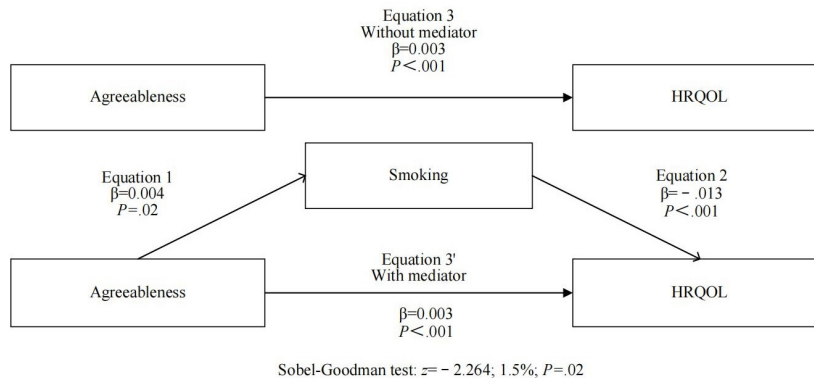 Equation 3
Without mediator
β=0.003
P<.001
Agreeableness
HRQOL
Smoking
Equation 1
β=0.004
P=.02
Equation 2
β=－.013
P<.001
Agreeableness
Equation 3'
With mediator
HRQOL
β=0.003
P<.001
Sobel-Goodman test: z=－2.264; 1.5%; P=.02